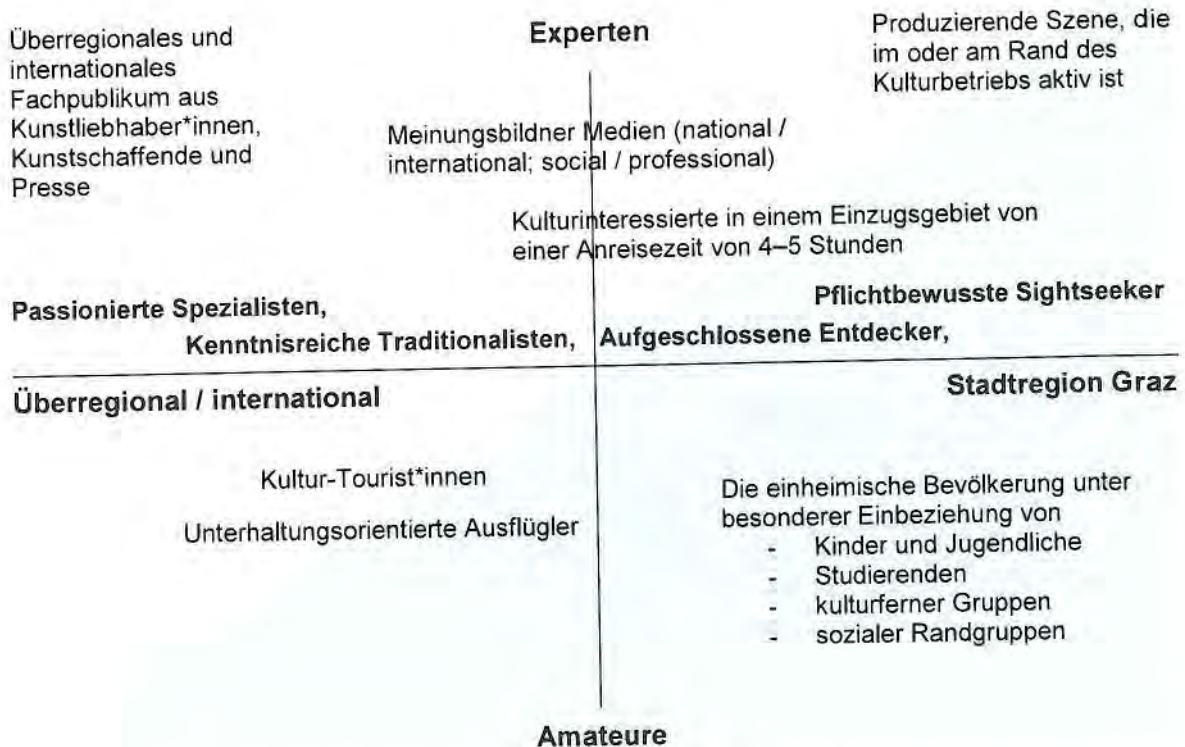 Überregionales und
internationales
Fachpublikum aus
Kunstliebhaber*innen,
Kunstschaffende und
Presse
Experten
Produzierende Szene, die
im oder am Rand des
Kulturbetriebs aktiv ist
Meinungsbildner Medien (national /
international; social / professional)
Kulturinteressierte in einem Einzugsgebiet von
einer Anreisezeit von 4–5 Stunden
Passionierte Spezialisten,
Pflichtbewusste Sightseeker
Kenntnisreiche Traditionalisten,
Aufgeschlossene Entdecker,
Überregional / international
Stadtregion Graz
Kultur-Tourist*innen
Unterhaltungsorientierte Ausflügler
Die einheimische Bevölkerung unter
besonderer Einbeziehung von
- Kinder und Jugendliche
- Studierenden
- kulturferner Gruppen
- sozialer Randgruppen
Amateure